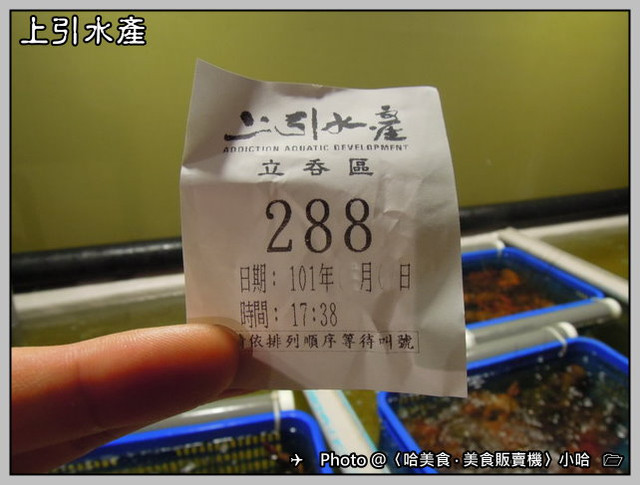 上引水產
上引水產
ADDICTION AQUATIC DEVELOPMENT
立吞區
288
日期：101年 月 日
時間：17:38
依排列順序等待叫號
Photo @〈哈美食．美食販賣機〉小哈